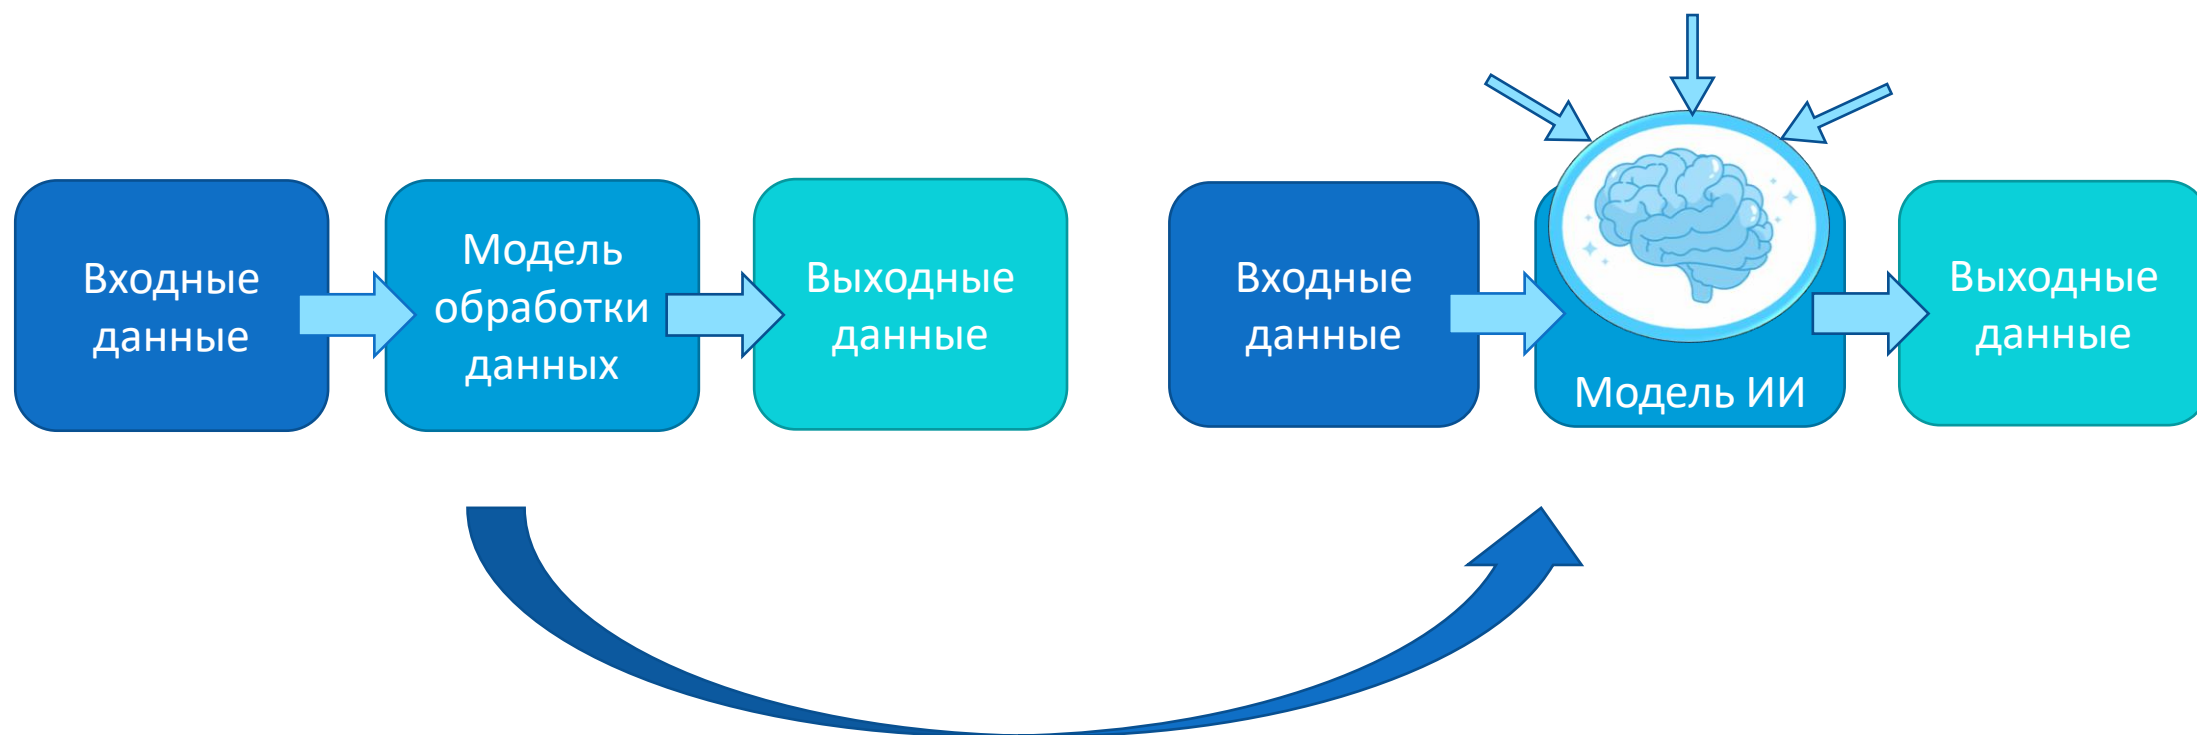 Входные
данные
Модель
обработки
данных
Выходные
данные
Входные
данные
Модель ИИ
Выходные
данные